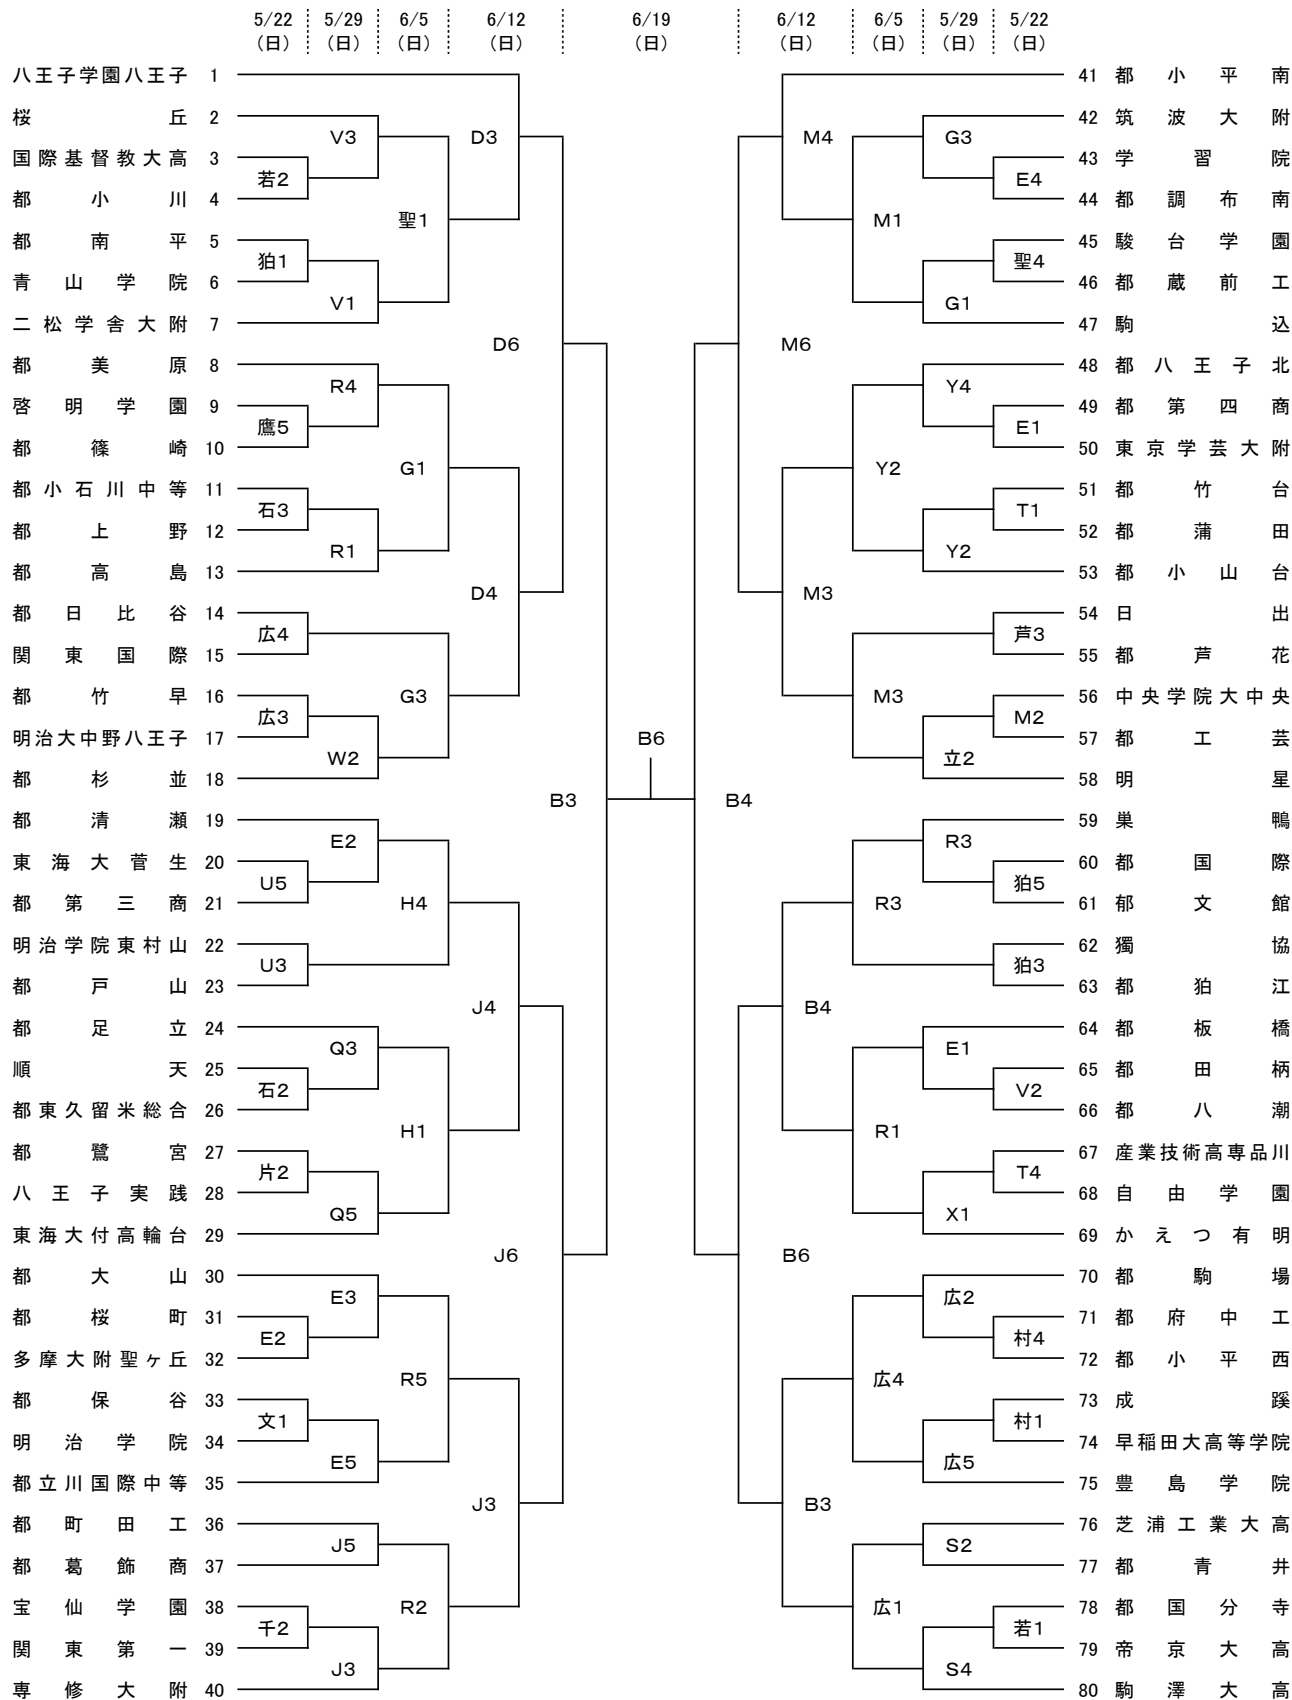 5/22 5/29 6/5 6/12 6/19 6/12 6/5 5/29 5/22
（日） （日） （日） （日） （日） （日） （日） （日） （日）
八王子学園八王子 1 41 都小平南
桜丘 2 42 筑波大附
V3 D3 M4 G3
国際基督教大高 3 43 学習院
若2 E4
都小川 4 44 都調布南
聖1 M1
都南平 5 45 駿台学園
狛1 聖4
青山学院 6 46 都蔵前工
V1 G1
二松学舎大附 7 47 駒込
D6 M6
都美原 8 48 都八王子北
R4 Y4
啓明学園 9 49 都第四商
鷹5 E1
都篠崎 10 50 東京学芸大附
G1 Y2
都小石川中等 11 51 都竹台
石3 T1
都上野 12 52 都蒲田
R1 Y2
都高島 13 53 都小山台
D4 M3
都日比谷 14 54 日出
広4 芦3
関東国際 15 55 都芦花
都竹早 16 G3 M3 56 中央学院大中央
広3 M2
明治大中野八王子 17 B6 57 都工芸
W2 立2
都杉並 18 58 明星
B3 B4
都清瀬 19 59 巣鴨
E2 R3
東海大菅生 20 60 都国際
U5 狛5
都第三商 21 H4 R3 61 郁文館
明治学院東村山 22 62 獨協
U3 狛3
都戸山 23 63 都狛江
J4 B4
都足立 24 64 都板橋
Q3 E1
順天 25 65 都田柄
石2 V2
都東久留米総合 26 66 都八潮
H1 R1
都鷺宮 27 67 産業技術高専品川
片2 T4
八王子実践 28 68 自由学園
Q5 X1
東海大付高輪台 29 69 かえつ有明
J6 B6
都大山 30 70 都駒場
E3 広2
都桜町 31 71 都府中工
E2 村4
多摩大附聖ヶ丘 32 72 都小平西
R5 広4
都保谷 33 73 成蹊
文1 村1
明治学院 34 74 早稲田大高等学院
E5 広5
都立川国際中等 35 75 豊島学院
J3 B3
都町田工 36 76 芝浦工業大高
J5 S2
都葛飾商 37 77 都青井
宝仙学園 38 R2 広1 78 都国分寺
千2 若1
関東第一 39 79 帝京大高
J3 S4
専修大附 40 80 駒澤大高